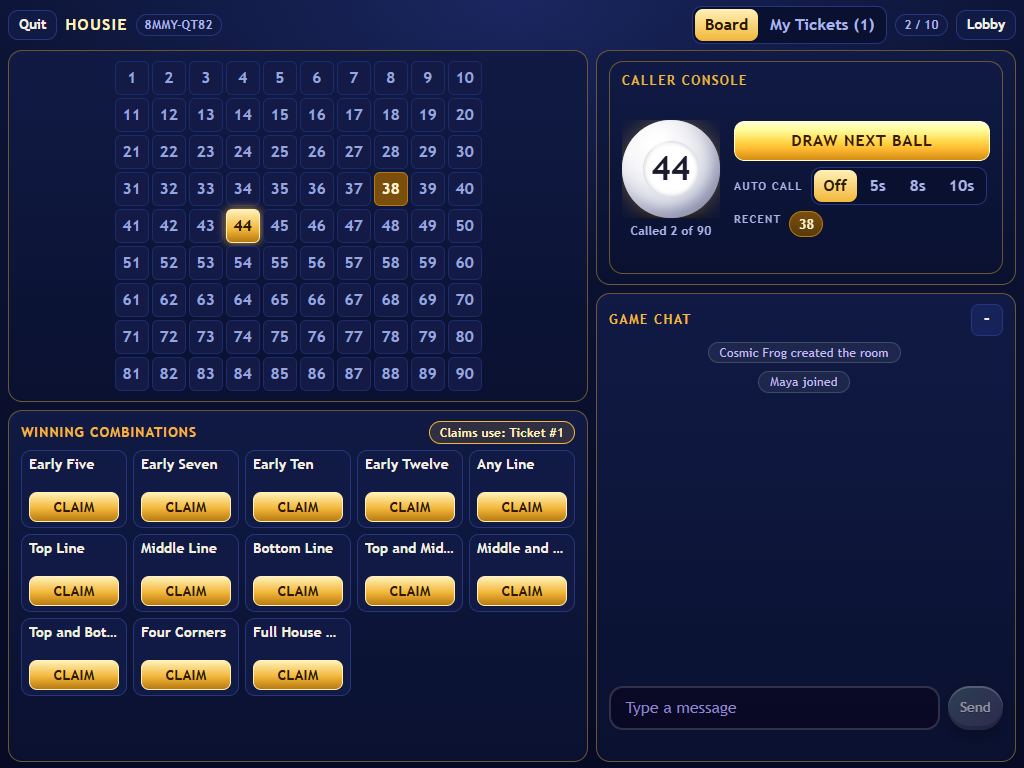 Quit HOUSIE 8MMY-QT82 Board My Tickets (1) 2 / 10 Lobby
1 2 3 4 5 6 7 8 9 10
11 12 13 14 15 16 17 18 19 20
21 22 23 24 25 26 27 28 29 30
31 32 33 34 35 36 37 38 39 40
41 42 43 44 45 46 47 48 49 50
51 52 53 54 55 56 57 58 59 60
61 62 63 64 65 66 67 68 69 70
71 72 73 74 75 76 77 78 79 80
81 82 83 84 85 86 87 88 89 90
WINNING COMBINATIONS Claims use: Ticket #1
Early Five Early Seven Early Ten Early Twelve Any Line
CLAIM CLAIM CLAIM CLAIM CLAIM
Top Line Middle Line Bottom Line Top and Mid... Middle and ...
CLAIM CLAIM CLAIM CLAIM CLAIM
Top and Bot... Four Corners Full House ...
CLAIM CLAIM CLAIM
CALLER CONSOLE
44
Called 2 of 90
DRAW NEXT BALL
AUTO CALL Off 5s 8s 10s
RECENT 38
GAME CHAT -
Cosmic Frog created the room
Maya joined
Type a message Send